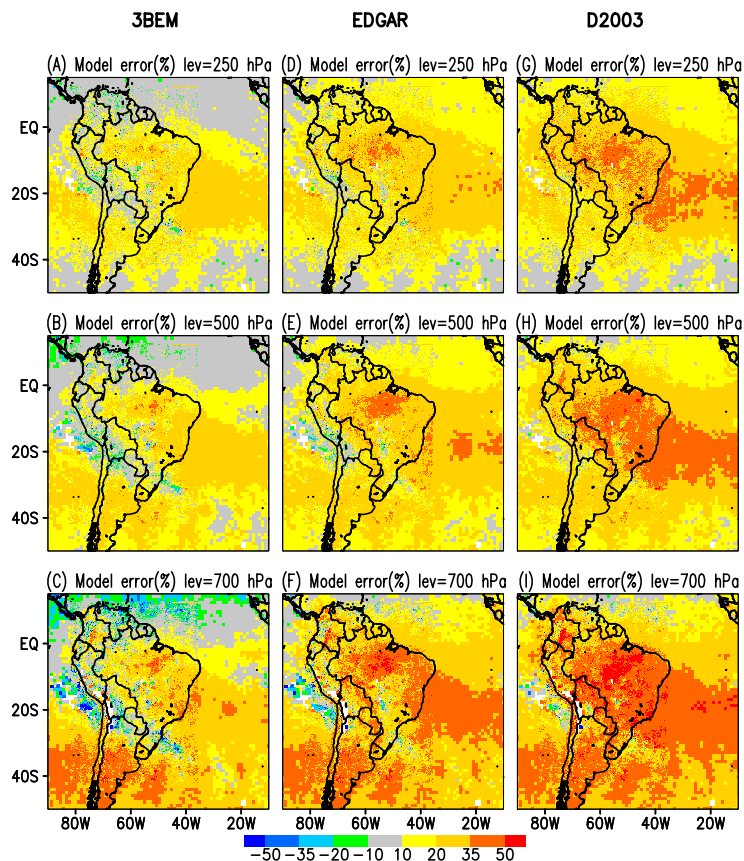 3BEM EDGAR D2003
(A) Model error(%) lev=250 hPa (D) Model error(%) lev=250 hPa (G) Model error(%) lev=250 hPa
EQ
20S
40S
(B) Model error(%) lev=500 hPa (E) Model error(%) lev=500 hPa (H) Model error(%) lev=500 hPa
EQ
20S
40S
(C) Model error(%) lev=700 hPa (F) Model error(%) lev=700 hPa (I) Model error(%) lev=700 hPa
EQ
20S
40S
80W 60W 40W 20W 80W 60W 40W 20W 80W 60W 40W 20W
-50 -35 -20 -10 10 20 35 50